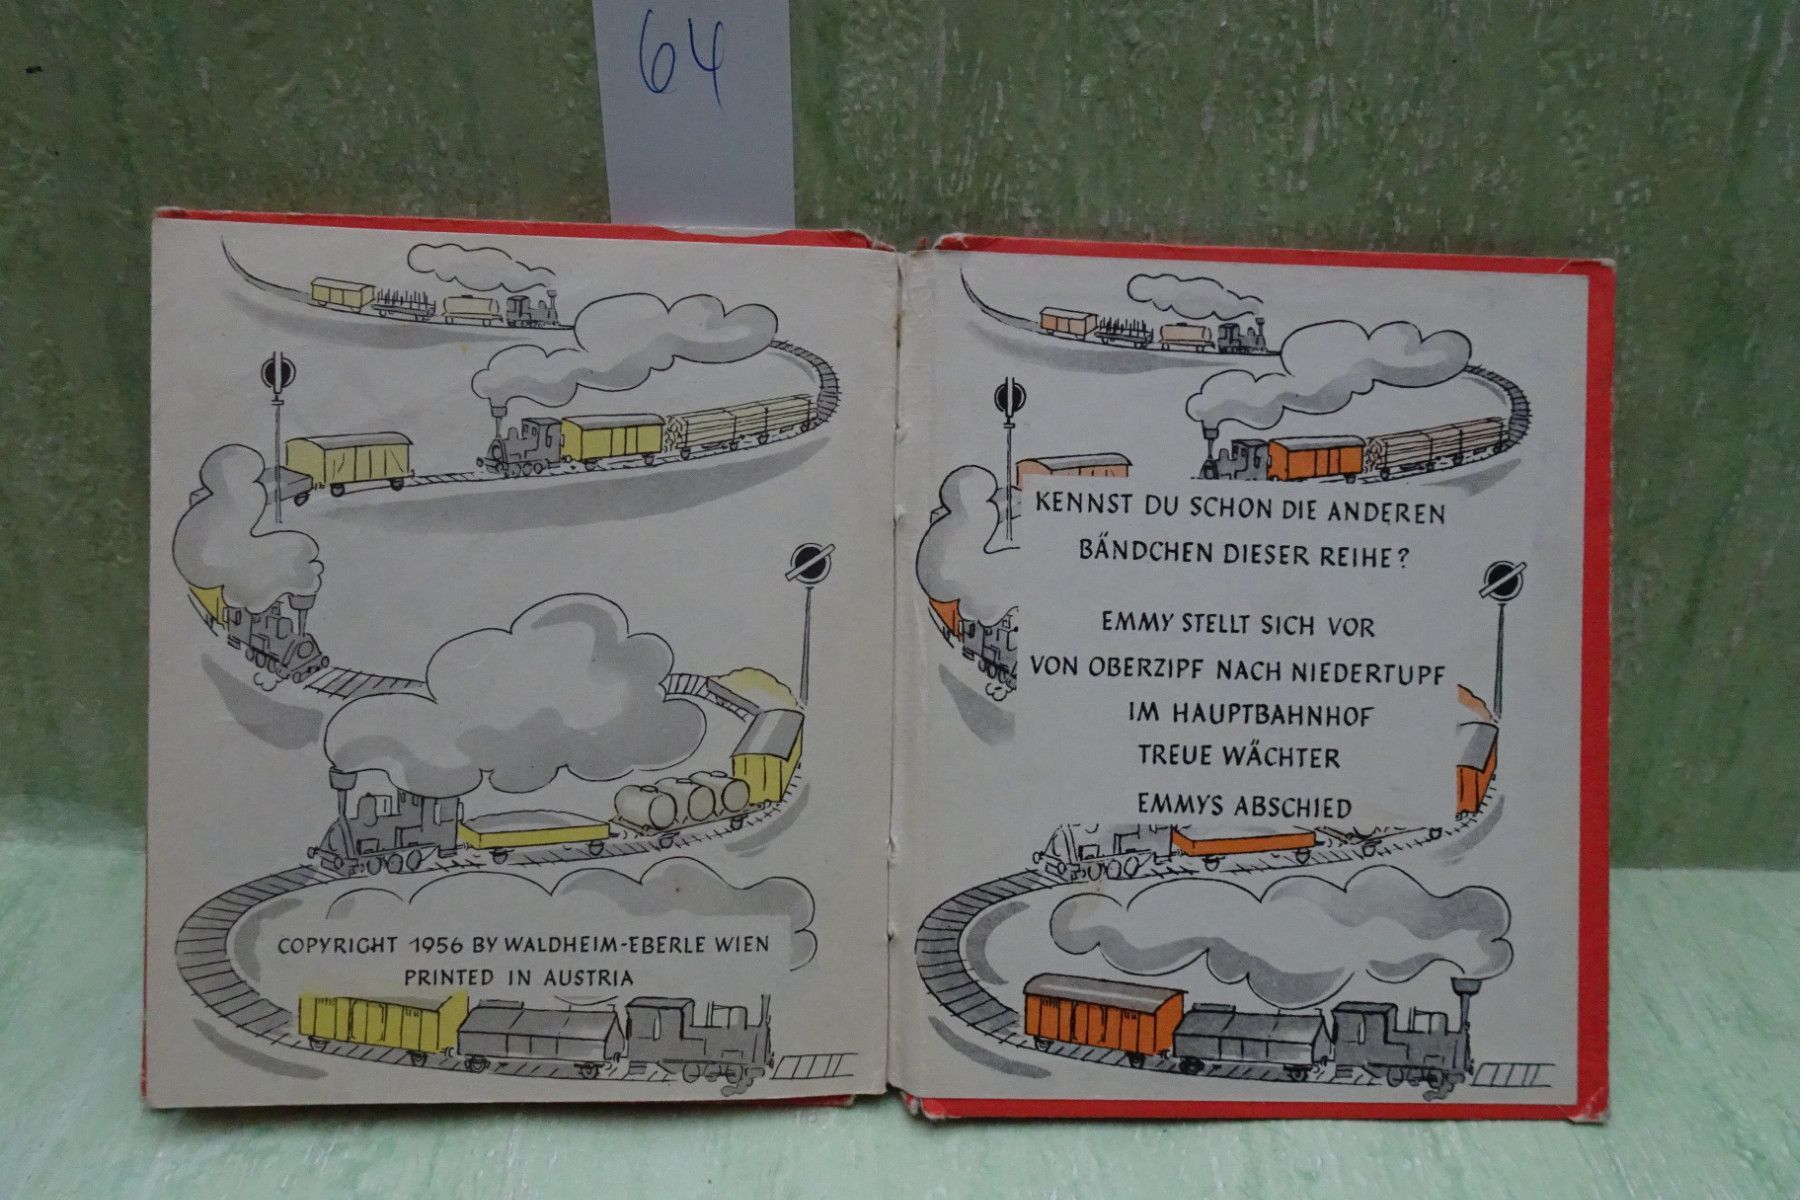 64
COPYRIGHT 1956 BY WALDHEIM-EBERLE WIEN
PRINTED IN AUSTRIA
KENNST DU SCHON DIE ANDEREN
BÄNDCHEN DIESER REIHE?
EMMY STELLT SICH VOR
VON OBERZIPF NACH NIEDERTUPF
IM HAUPTBAHNHOF
TREUE WÄCHTER
EMMYS ABSCHIED